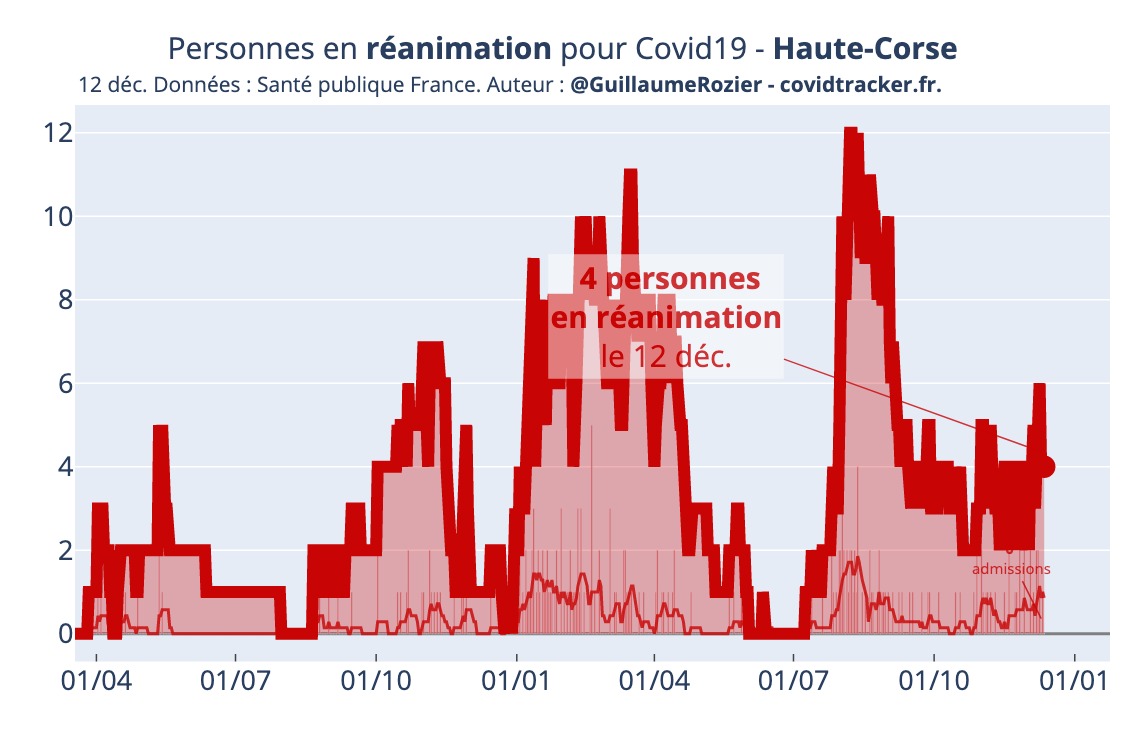 Personnes en réanimation pour Covid19 - Haute-Corse
12 déc. Données : Santé publique France. Auteur : @GuillaumeRozier - covidtracker.fr.
12
10
8
6
4
2
0
4 personnes
en réanimation
le 12 déc.
admissions
01/04
01/07
01/10
01/01
01/04
01/07
01/10
01/01